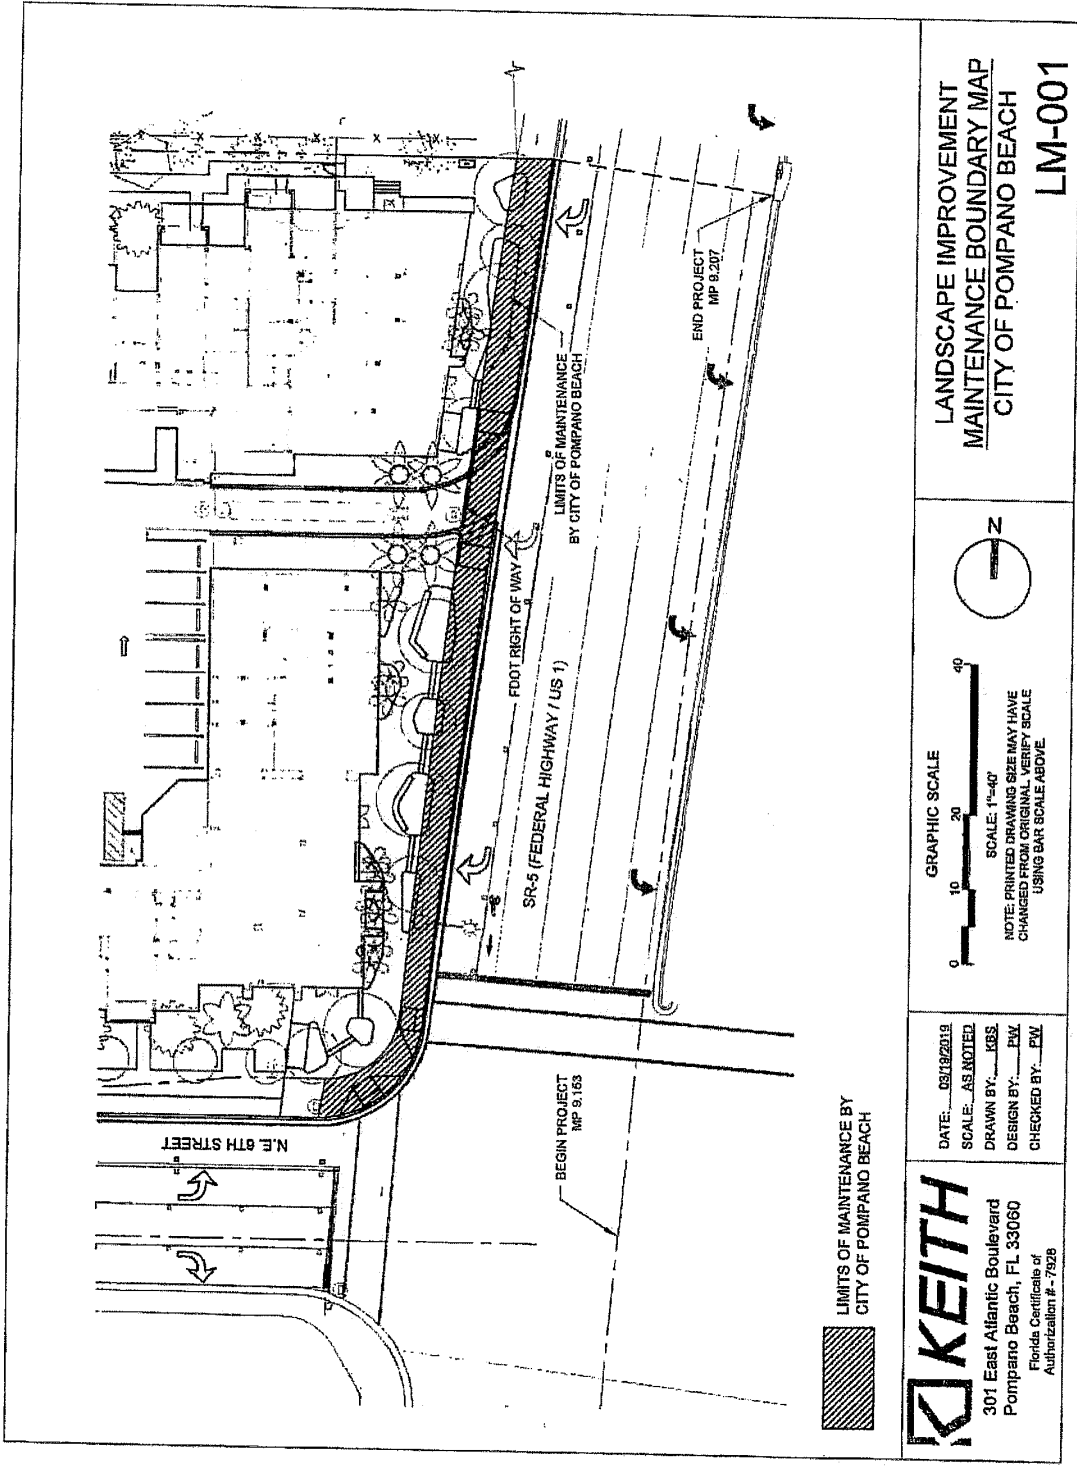 N.E. 6TH STREET
BEGIN PROJECT
MP 9.153
SR-5 (FEDERAL HIGHWAY / US 1)
FDOT RIGHT OF WAY
LIMITS OF MAINTENANCE
BY CITY OF POMPANO BEACH
END PROJECT
MP 9.207
LIMITS OF MAINTENANCE BY
CITY OF POMPANO BEACH
KEITH
301 East Atlantic Boulevard
Pompano Beach, FL 33060
Florida Certificate of
Authorization # - 7928
DATE: 03/19/2019
SCALE: AS NOTED
DRAWN BY: KBS
DESIGN BY: PW
CHECKED BY: PW
GRAPHIC SCALE
0 10 20 40
SCALE: 1"=40'
NOTE: PRINTED DRAWING SIZE MAY HAVE
CHANGED FROM ORIGINAL. VERIFY SCALE
USING BAR SCALE ABOVE.
N
LANDSCAPE IMPROVEMENT
MAINTENANCE BOUNDARY MAP
CITY OF POMPANO BEACH
LM-001